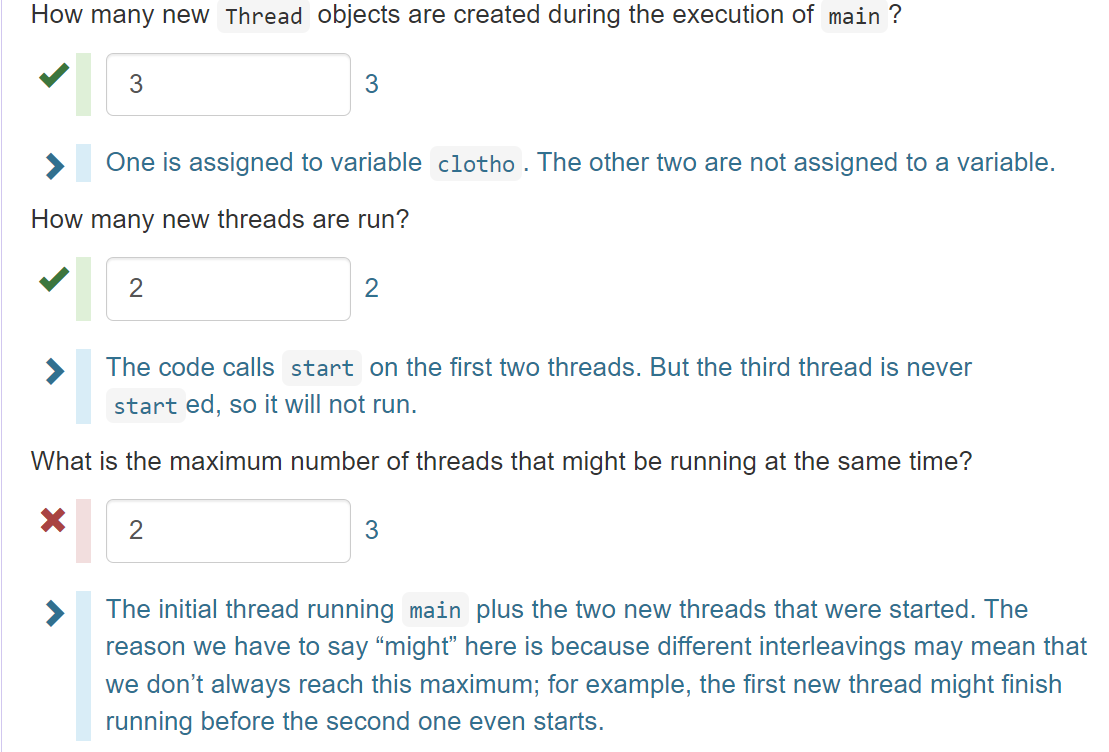 How many new Thread objects are created during the execution of main?
3 3
One is assigned to variable clotho. The other two are not assigned to a variable.
How many new threads are run?
2 2
The code calls start on the first two threads. But the third thread is never
started, so it will not run.
What is the maximum number of threads that might be running at the same time?
2 3
The initial thread running main plus the two new threads that were started. The
reason we have to say “might” here is because different interleavings may mean that
we don’t always reach this maximum; for example, the first new thread might finish
running before the second one even starts.